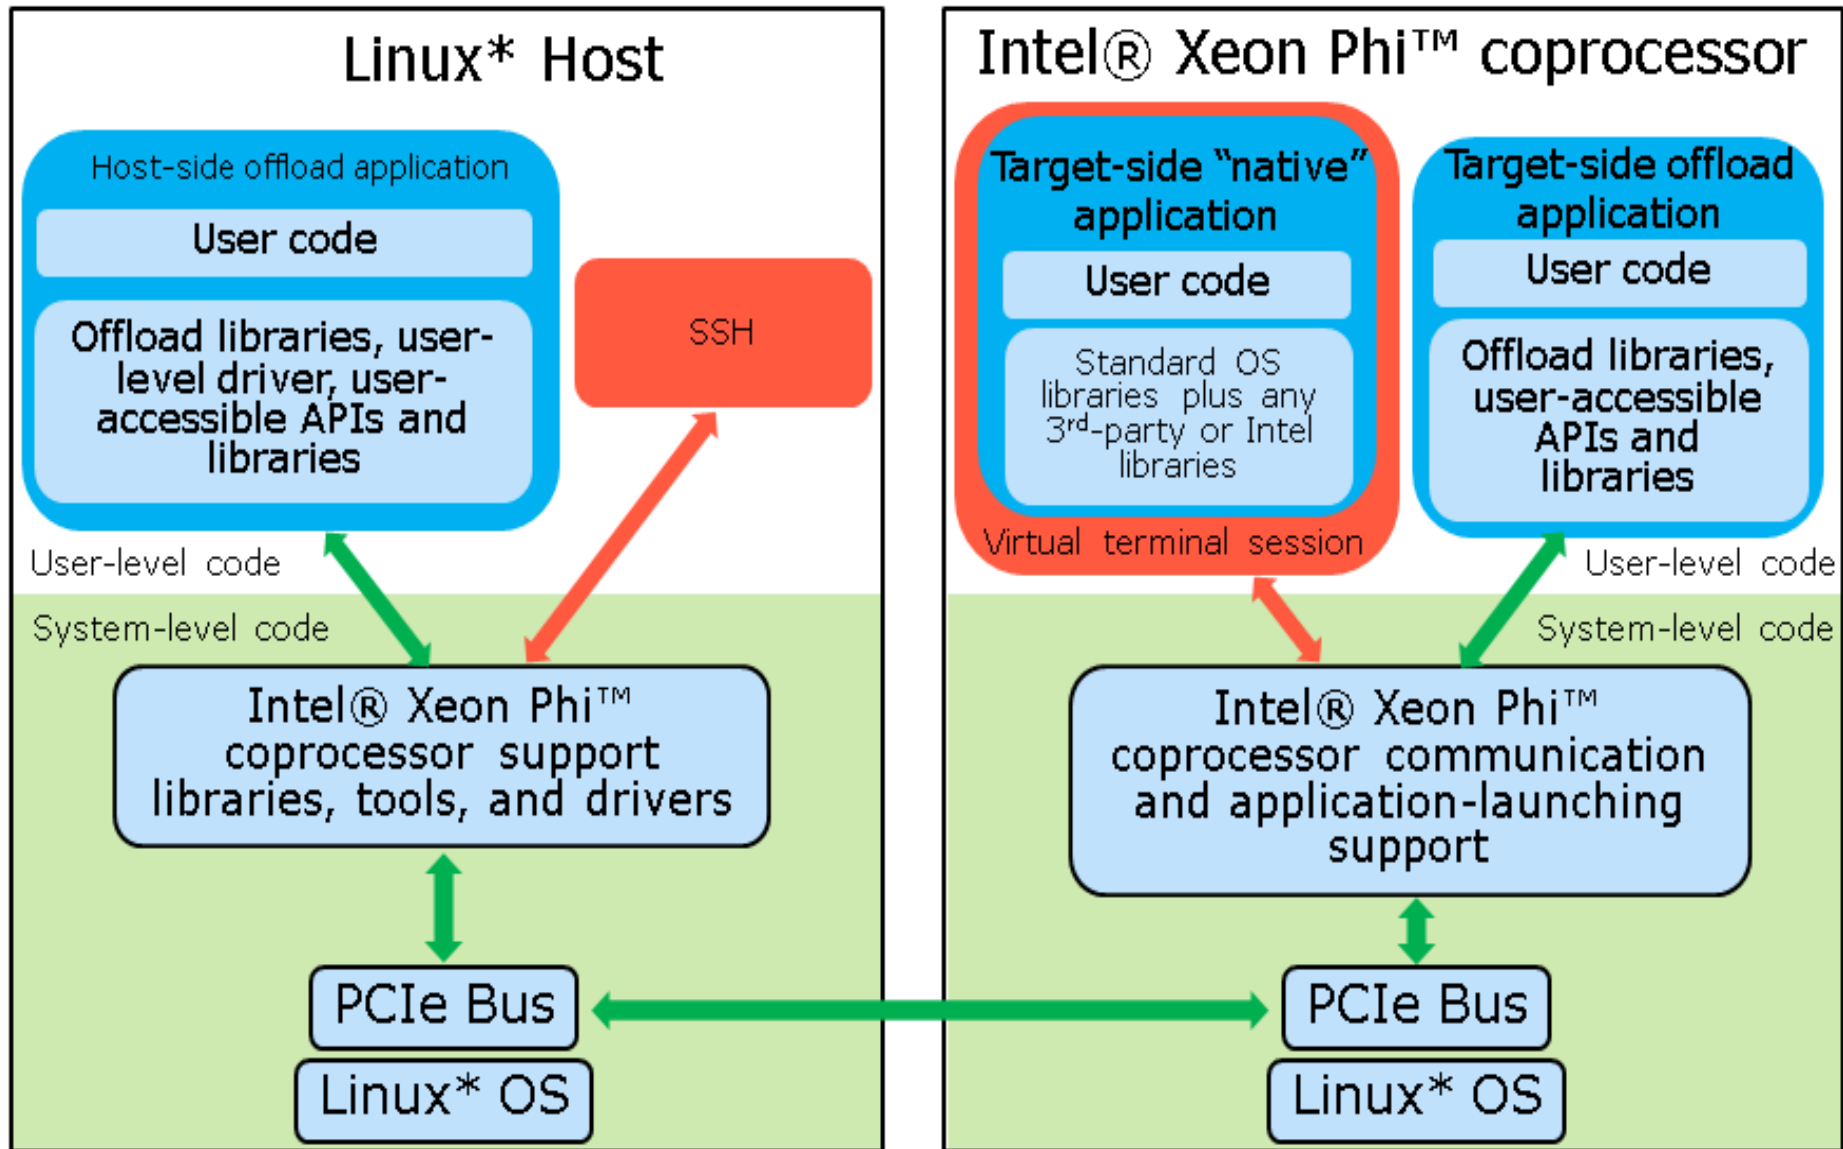 Linux* Host
Host-side offload application
User code
Offload libraries, user-
level driver, user-
accessible APIs and
libraries
SSH
User-level code
System-level code
Intel® Xeon Phi™
coprocessor support
libraries, tools, and drivers
PCIe Bus
Linux* OS
Intel® Xeon Phi™ coprocessor
Target-side “native”
application
User code
Standard OS
libraries plus any
3rd-party or Intel
libraries
Virtual terminal session
Target-side offload
application
User code
Offload libraries,
user-accessible
APIs and
libraries
User-level code
System-level code
Intel® Xeon Phi™
coprocessor communication
and application-launching
support
PCIe Bus
Linux* OS